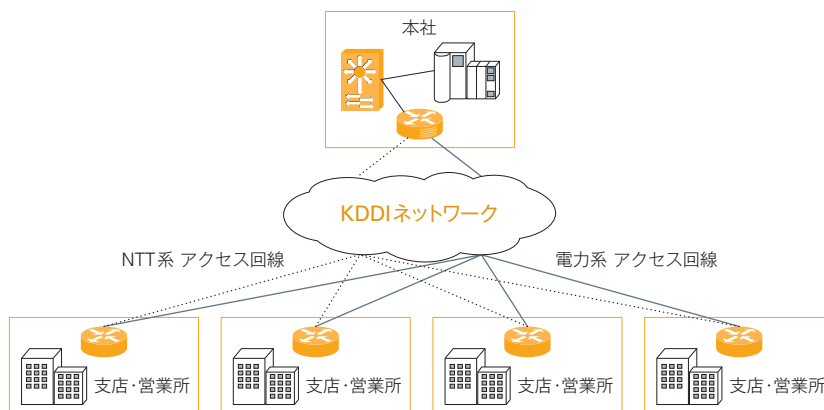 本社
KDDIネットワーク
NTT系 アクセス回線
電力系 アクセス回線
支店・営業所
支店・営業所
支店・営業所
支店・営業所